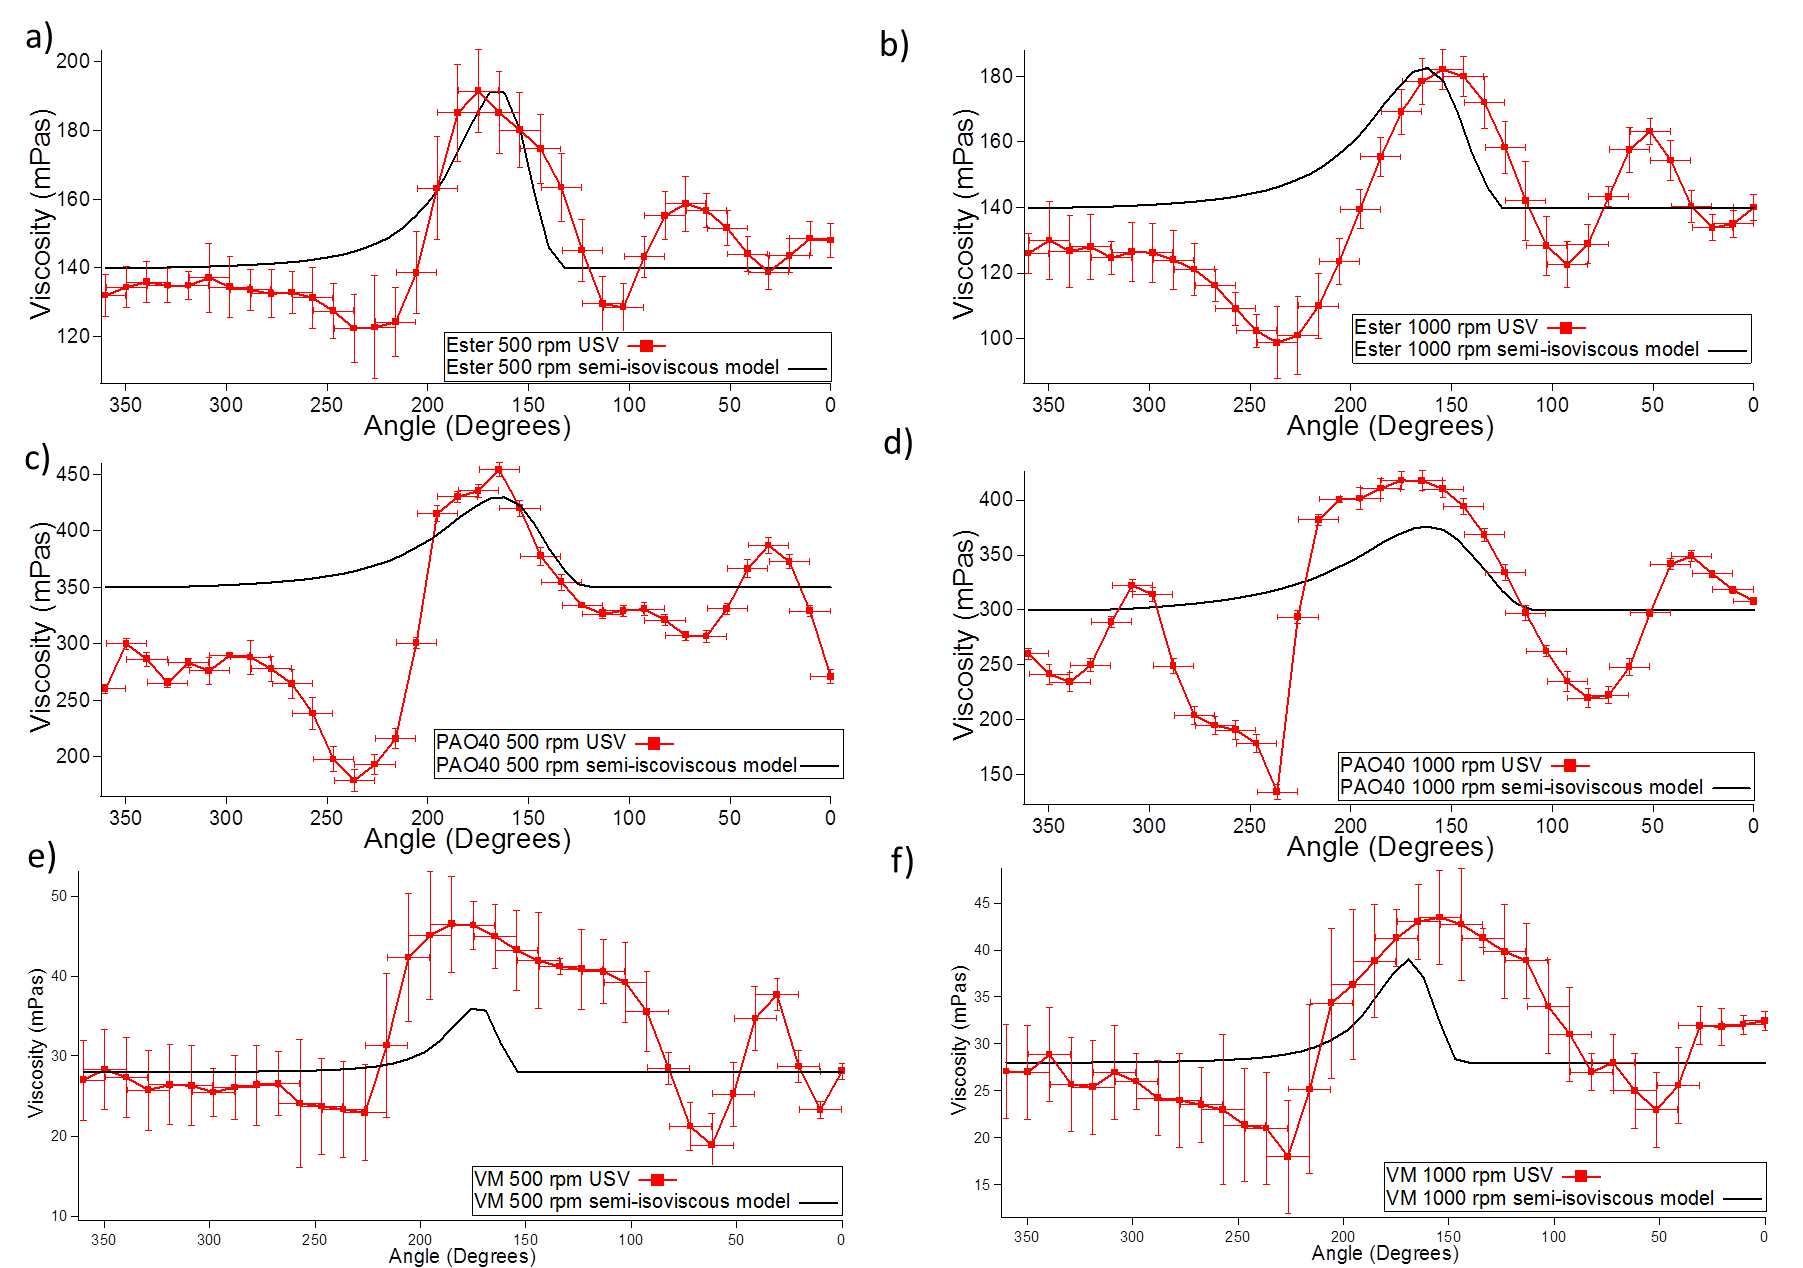 a)
200
180
160
140
120
Viscosity (mPas)
Ester 500 rpm USV
Ester 500 rpm semi-isoviscous model
350 300 250 200 150 100 50 0
Angle (Degrees)
b)
180
160
140
120
100
Viscosity (mPas)
Ester 1000 rpm USV
Ester 1000 rpm semi-isoviscous model
350 300 250 200 150 100 50 0
Angle (Degrees)
c)
450
400
350
300
250
200
Viscosity (mPas)
PAO40 500 rpm USV
PAO40 500 rpm semi-iscoviscous model
350 300 250 200 150 100 50 0
Angle (Degrees)
d)
400
350
300
250
200
150
Viscosity (mPas)
PAO40 1000 rpm USV
PAO40 1000 rpm semi-isoviscous model
350 300 250 200 150 100 50 0
Angle (Degrees)
e)
50
40
30
20
10
Viscosity (mPas)
VM 500 rpm USV
VM 500 rpm semi-isoviscous model
350 300 250 200 150 100 50 0
Angle (Degrees)
f)
45
40
35
30
25
20
15
Viscosity (mPas)
VM 1000 rpm USV
VM 1000 rpm semi-isoviscous model
350 300 250 200 150 100 50 0
Angle (Degrees)